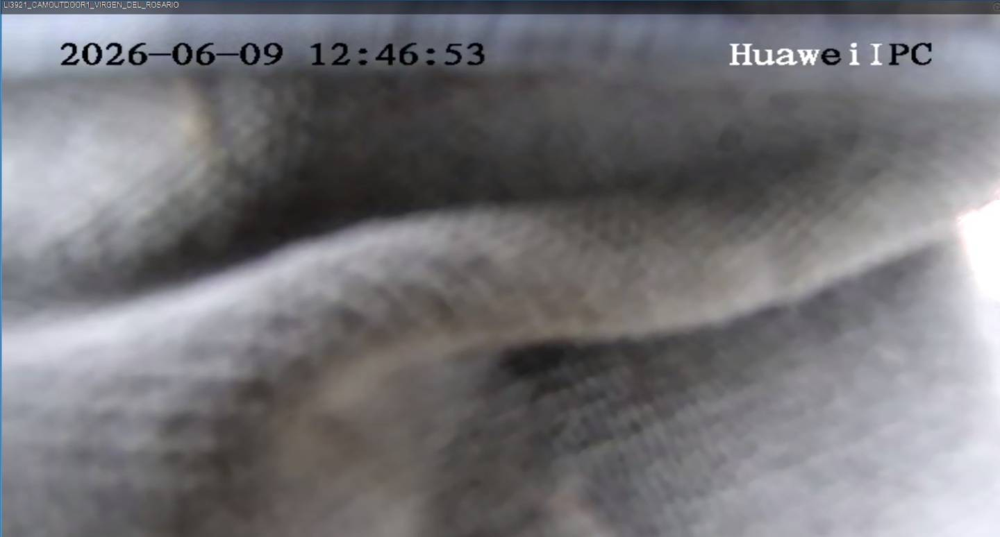 LI3921_CAMOUTDOOR1_VIRGEN_DEL_ROSARIO
2026-06-09 12:46:53
HuaweiIPC